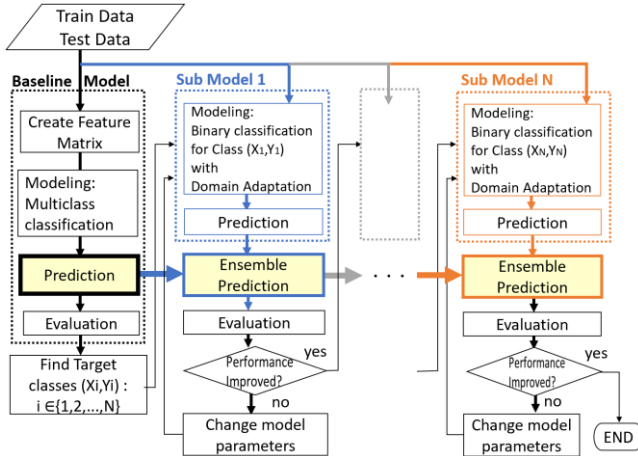 Train Data
Test Data
Baseline Model
Create Feature
Matrix
Modeling:
Multiclass
classification
Prediction
Evaluation
Find Target
classes (Xi,Yi) :
i ∈{1,2,...,N}
Sub Model 1
Modeling:
Binary classification
for Class (X₁,Y₁)
with
Domain Adaptation
Prediction
Ensemble
Prediction
Evaluation
Performance
Improved?
yes
no
Change model
parameters
· · ·
Sub Model N
Modeling:
Binary classification
for Class (Xɴ,Yɴ)
with
Domain Adaptation
Prediction
Ensemble
Prediction
Evaluation
Performance
Improved?
yes
no
Change model
parameters
END